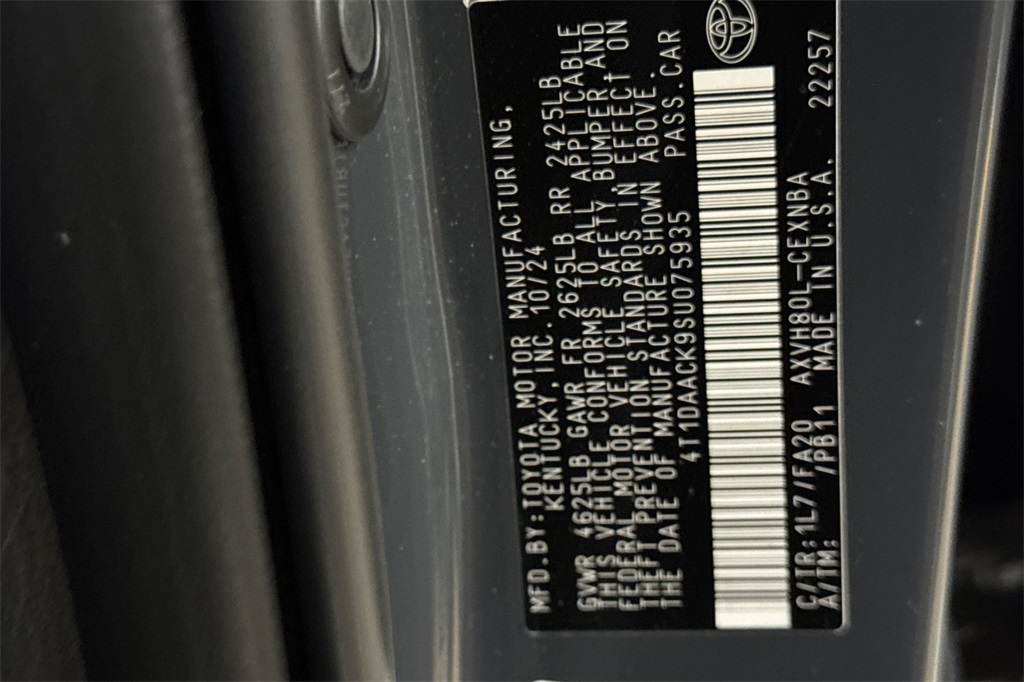 MFD.BY:TOYOTA MOTOR MANUFACTURING,
KENTUCKY, INC. 10/24
GVWR 4625LB GAWR FR 2625LB RR 2425LB
THIS VEHICLE CONFORMS TO ALL APPLICABLE
FEDERAL MOTOR VEHICLE SAFETY, BUMPER, AND
THEFT PREVENTION STANDARDS IN EFFECT ON
THE DATE OF MANUFACTURE SHOWN ABOVE.
4T1DAACK9SU075935 PASS.CAR
C/TR:1L7/FA20 AXVH80L-CEXNBA 22257
A/TM: /PB11 MADE IN U.S.A.